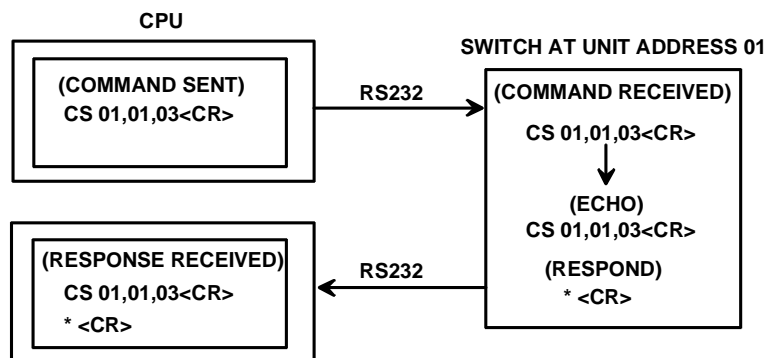 CPU
(COMMAND SENT)
CS 01,01,03<CR>
RS232
SWITCH AT UNIT ADDRESS 01
(COMMAND RECEIVED)
CS 01,01,03<CR>
(ECHO)
CS 01,01,03<CR>
(RESPOND)
* <CR>
RS232
(RESPONSE RECEIVED)
CS 01,01,03<CR>
* <CR>